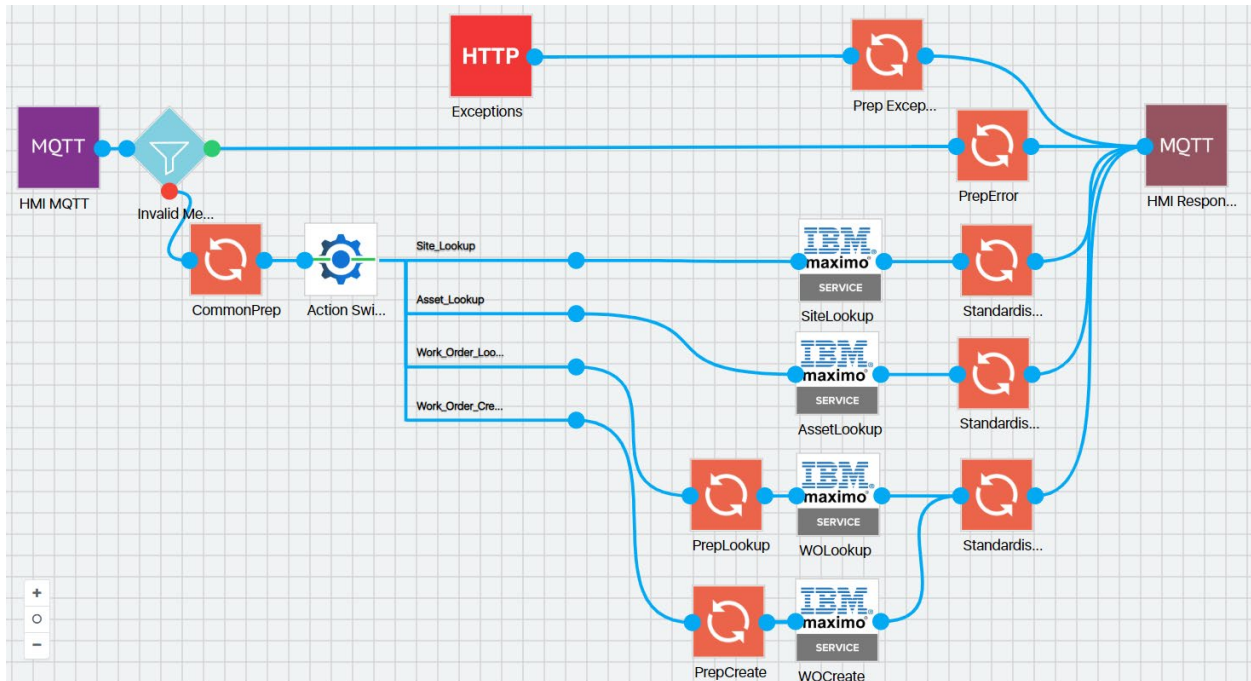 HTTP
Exceptions
Prep Excep...
MQTT
HMI MQTT
Invalid Me...
PrepError
MQTT
HMI Respon...
CommonPrep
Action Swi...
Site_Lookup
Asset_Lookup
Work_Order_Loo...
Work_Order_Cre...
IBM®
maximo®
SERVICE
SiteLookup
Standardis...
IBM®
maximo®
SERVICE
AssetLookup
Standardis...
PrepLookup
IBM®
maximo®
SERVICE
WOLookup
Standardis...
PrepCreate
IBM®
maximo®
SERVICE
WOCreate
+
−